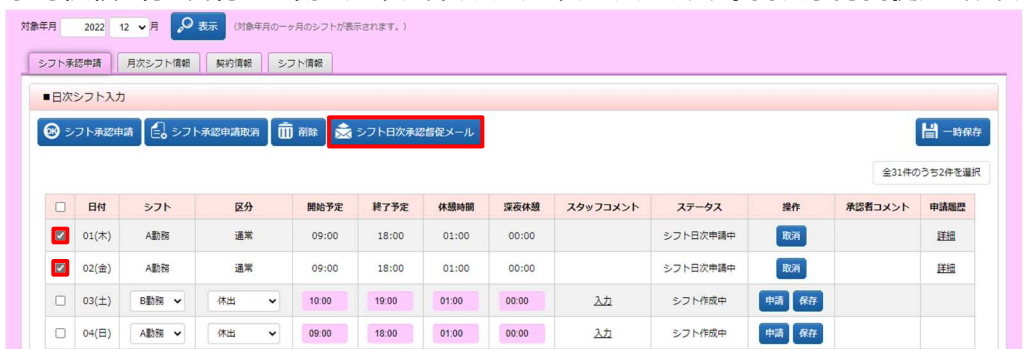 対象年月 2022 12 月 表示 (対象年月の一ヶ月のシフトが表示されます。)
シフト承認申請 月次シフト情報 契約情報 シフト情報
■日次シフト入力
OK シフト承認申請 シフト承認申請取消 削除 シフト日次承認督促メール 一時保存
全31件のうち2件を選択
日付 シフト 区分 開始予定 終了予定 休憩時間 深夜休憩 スタッフコメント ステータス 操作 承認者コメント 申請履歴
01(木) A勤務 通常 09:00 18:00 01:00 00:00 シフト日次申請中 取消 詳細
02(金) A勤務 通常 09:00 18:00 01:00 00:00 シフト日次申請中 取消 詳細
03(土) B勤務 休出 10:00 19:00 01:00 00:00 入力 シフト作成中 申請 保存
04(日) A勤務 休出 09:00 18:00 01:00 00:00 入力 シフト作成中 申請 保存